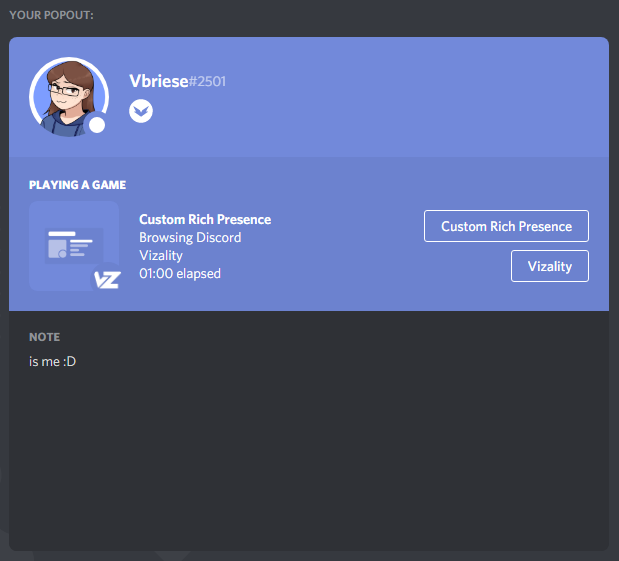 YOUR POPOUT:
Vbriese#2501
PLAYING A GAME
Custom Rich Presence
Browsing Discord
Vizality
01:00 elapsed
Custom Rich Presence
Vizality
VZ
NOTE
is me :D